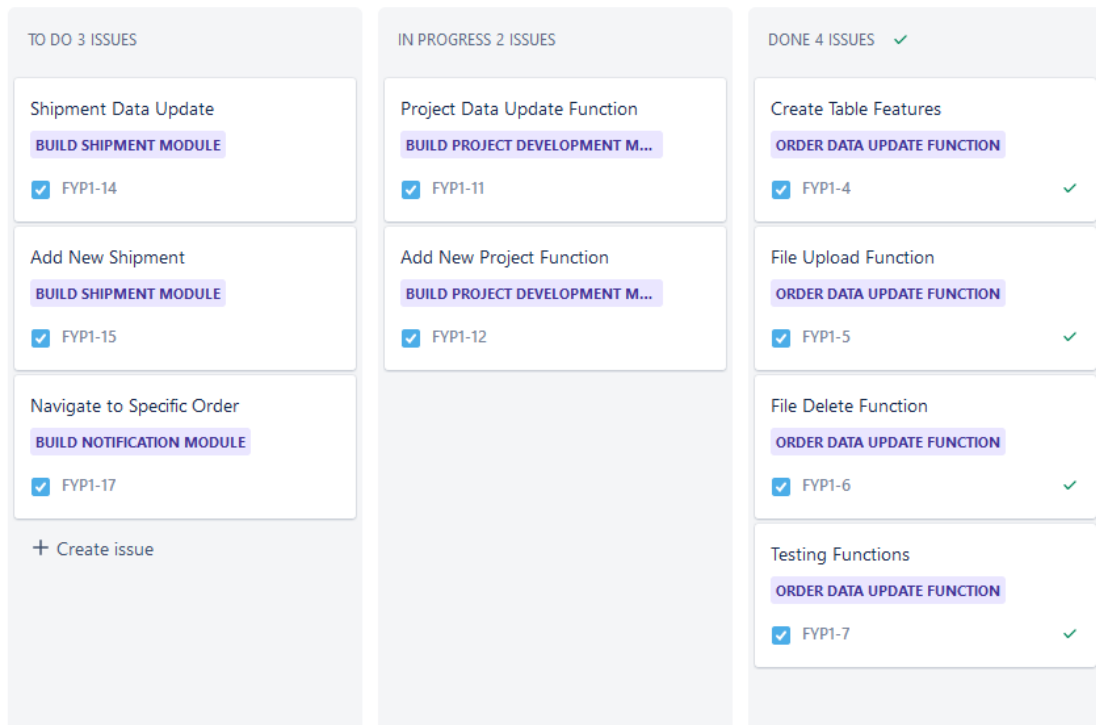 TO DO 3 ISSUES
Shipment Data Update
BUILD SHIPMENT MODULE
FYP1-14
Add New Shipment
BUILD SHIPMENT MODULE
FYP1-15
Navigate to Specific Order
BUILD NOTIFICATION MODULE
FYP1-17
+ Create issue
IN PROGRESS 2 ISSUES
Project Data Update Function
BUILD PROJECT DEVELOPMENT M...
FYP1-11
Add New Project Function
BUILD PROJECT DEVELOPMENT M...
FYP1-12
DONE 4 ISSUES
Create Table Features
ORDER DATA UPDATE FUNCTION
FYP1-4
File Upload Function
ORDER DATA UPDATE FUNCTION
FYP1-5
File Delete Function
ORDER DATA UPDATE FUNCTION
FYP1-6
Testing Functions
ORDER DATA UPDATE FUNCTION
FYP1-7